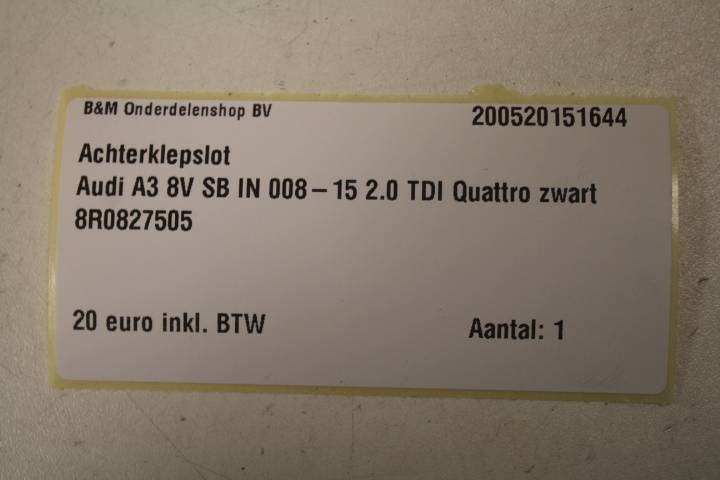 B&M Onderdelenshop BV 200520151644
Achterklepslot
Audi A3 8V SB IN 008-15 2.0 TDI Quattro zwart
8R0827505
20 euro inkl. BTW Aantal: 1